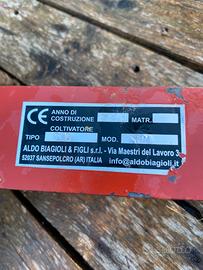 CE ANNO DI
COSTRUZIONE MATR.
COLTIVATORE
TIPO MOD.
ALDO BIAGIOLI & FIGLI s.r.l. - Via Maestri del Lavoro 3
52037 SANSEPOLCRO (AR) ITALIA info@aldobiagioli.it